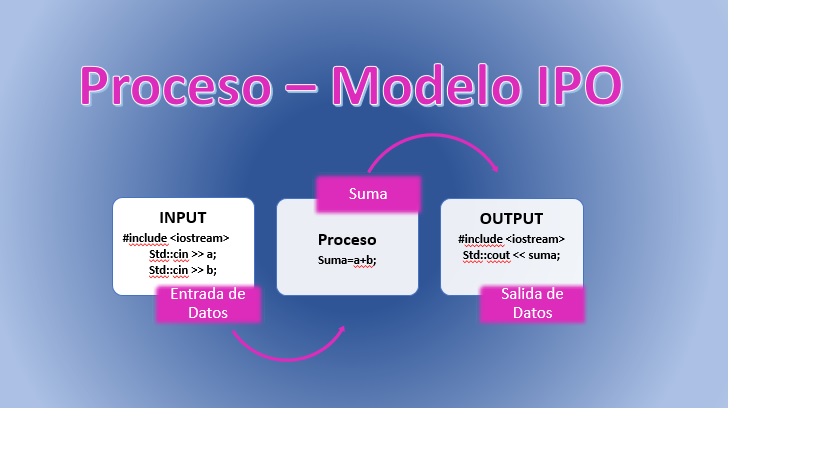 Proceso – Modelo IPO
INPUT
#include <iostream>
Std::cin >> a;
Std::cin >> b;
Entrada de
Datos
Suma
Proceso
Suma=a+b;
OUTPUT
#include <iostream>
Std::cout << suma;
Salida de
Datos